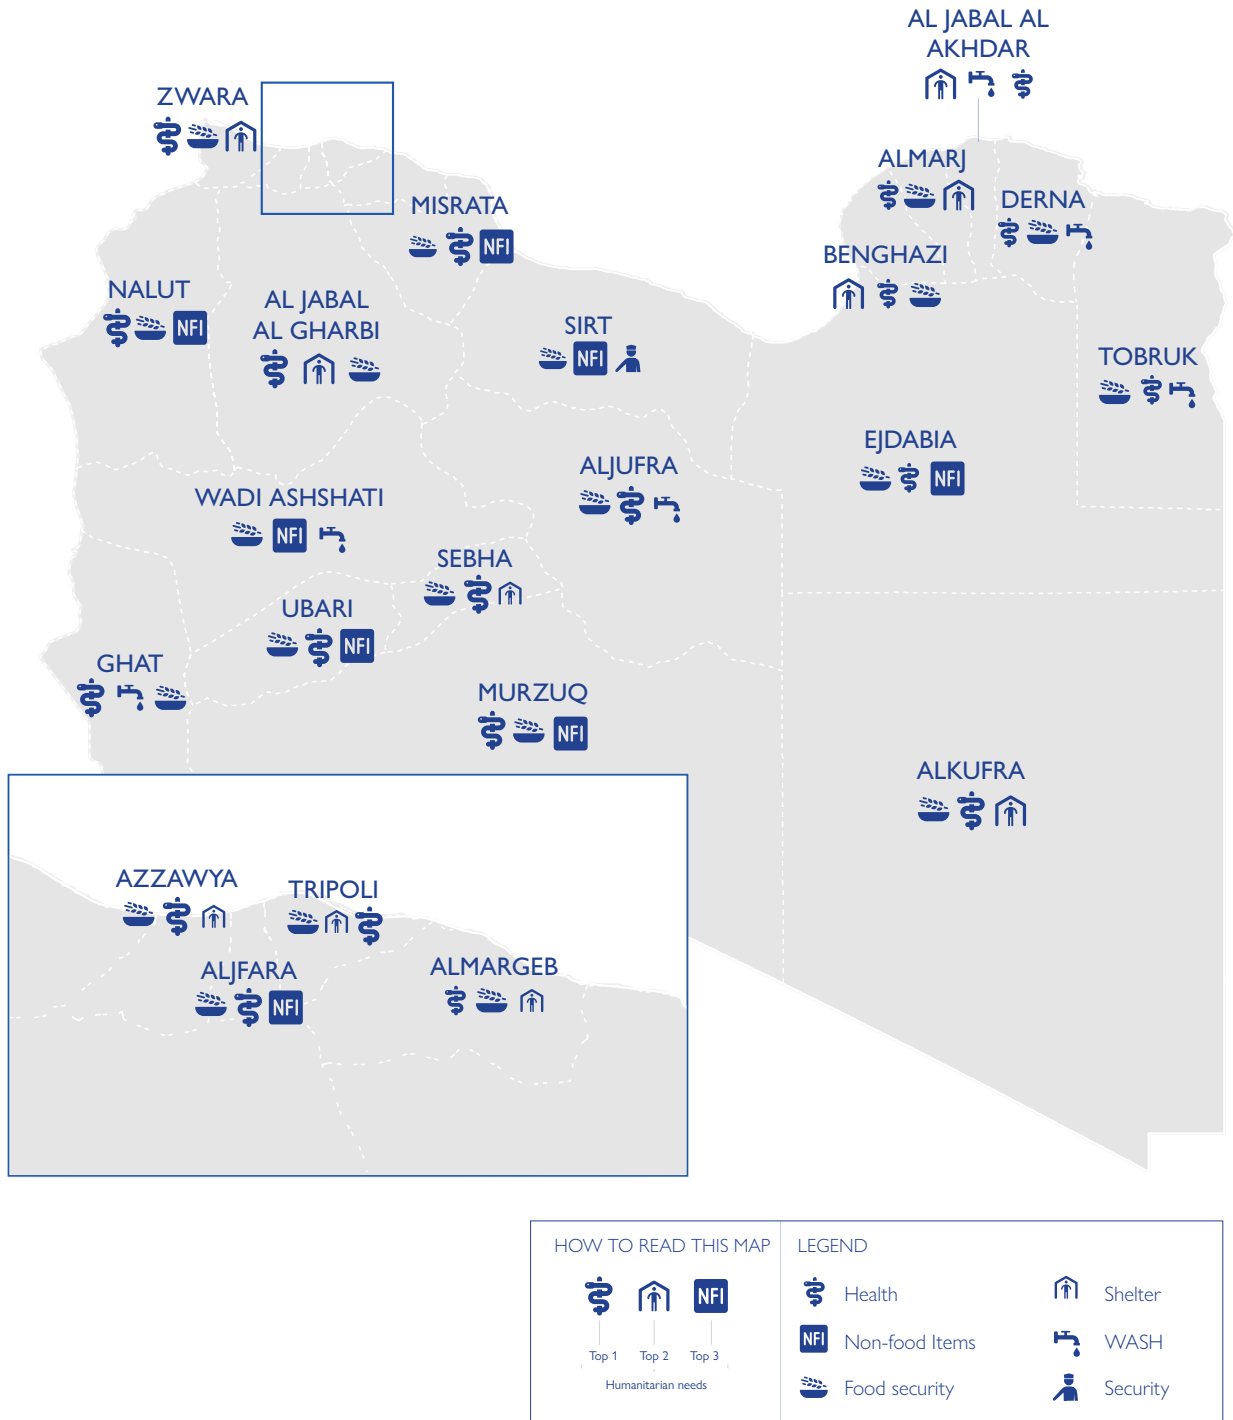 AL JABAL AL
AKHDAR
ZWARA
ALMARJ
DERNA
MISRATA
BENGHAZI
NFI
NALUT
NFI
AL JABAL
AL GHARBI
SIRT
NFI
TOBRUK
EJDABIA
NFI
ALJUFRA
WADI ASHSHATI
NFI
SEBHA
UBARI
NFI
GHAT
MURZUQ
NFI
ALKUFRA
AZZAWYA
TRIPOLI
ALJFARA
NFI
ALMARGEB
HOW TO READ THIS MAP
NFI
Top 1 Top 2 Top 3
Humanitarian needs
LEGEND
Health
Shelter
NFI Non-food Items
WASH
Food security
Security